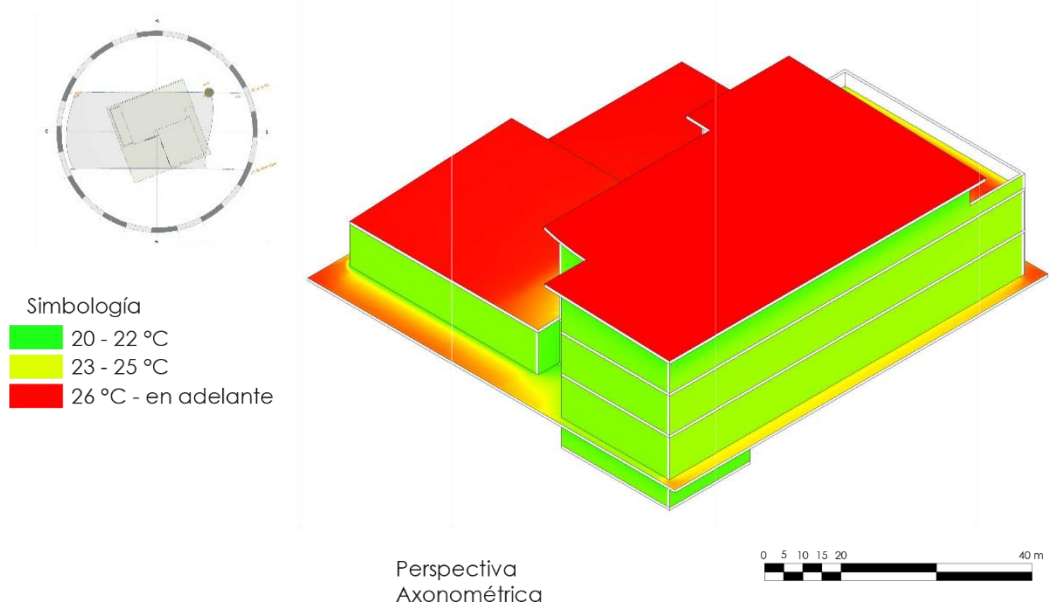 Simbología
20 - 22 °C
23 - 25 °C
26 °C - en adelante
Perspectiva
Axonométrica
0 5 10 15 20 40 m